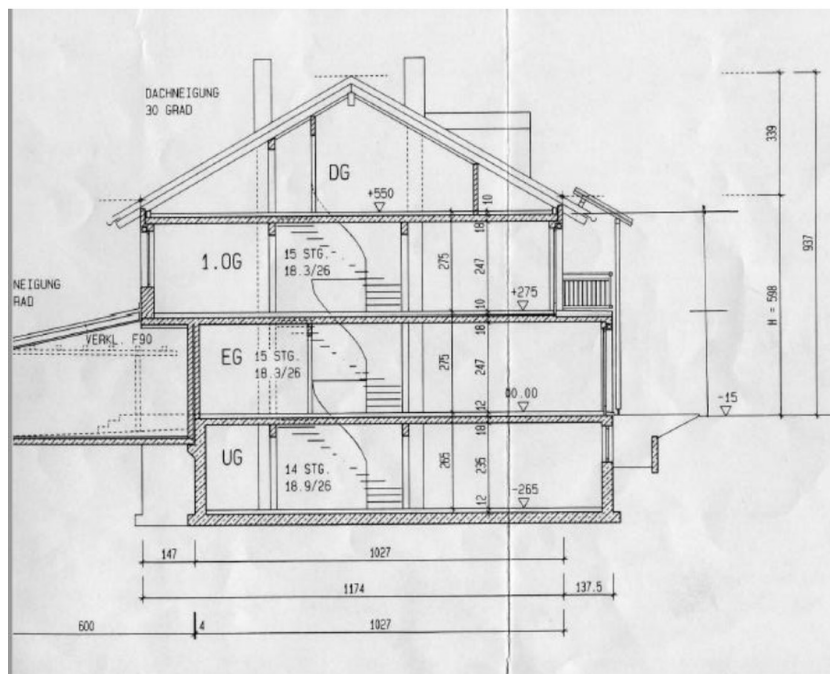 DACHNEIGUNG
30 GRAD
DG
+550
10
339
18
1.OG
15 STG.
18.3/26
275
247
937
+275
10
H = 598
NEIGUNG
RAD
VERKL. F90
18
EG
15 STG.
18.3/26
275
247
00.00
12
-15
18
UG
14 STG.
18.9/26
265
235
-265
12
147
1027
1174
137.5
600
4
1027